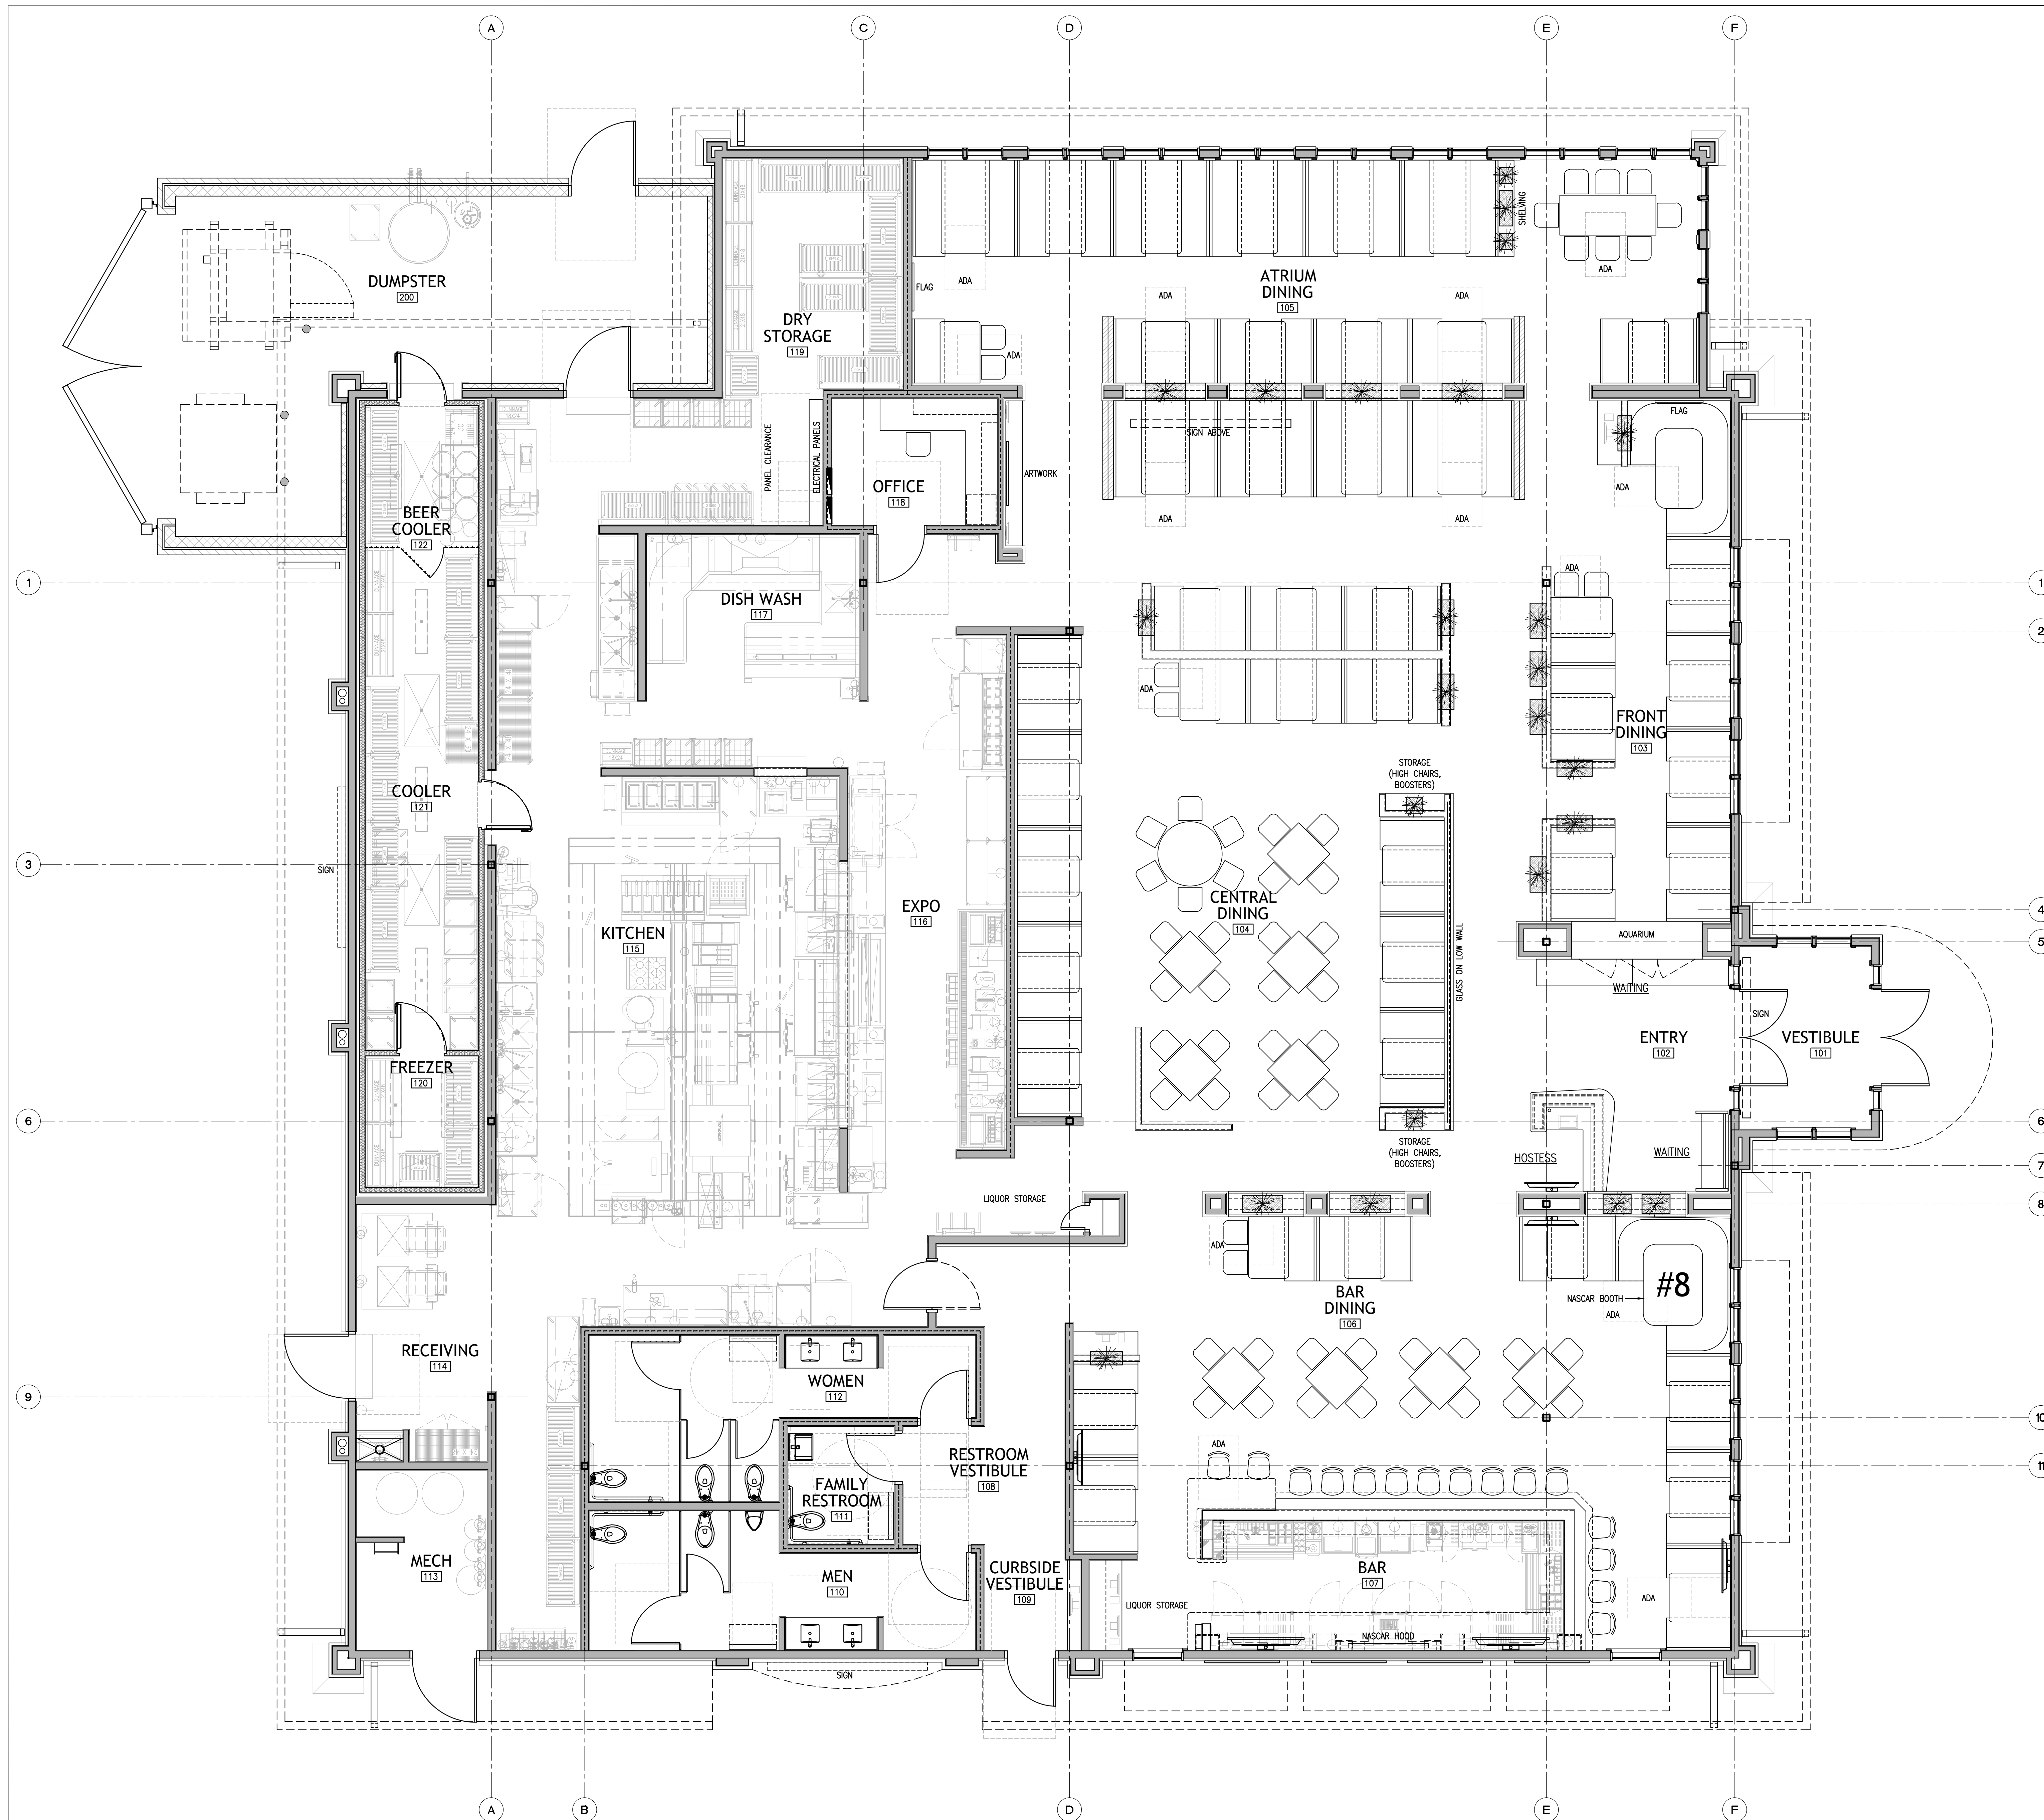 A
C
D
E
F
DUMPSTER
200
DRY
STORAGE
119
SHELVING
ADA
FLAG
ATRIUM
DINING
105
ADA
ADA
ADA
ADA
FLAG
SIGN ABOVE
ARTWORK
PANEL CLEARANCE
ELECTRICAL PANELS
OFFICE
118
ADA
ADA
ADA
BEER
COOLER
122
1
1
DISH WASH
117
ADA
2
ADA
FRONT
DINING
103
STORAGE
(HIGH CHAIRS,
BOOSTERS)
DUNNAGE
18X24
COOLER
121
3
SIGN
CENTRAL
DINING
104
EXPO
116
KITCHEN
115
GLASS ON LOW WALL
AQUARIUM
4
5
WAITING
SIGN
ENTRY
102
VESTIBULE
101
FREEZER
120
6
6
STORAGE
(HIGH CHAIRS,
BOOSTERS)
HOSTESS
WAITING
7
LIQUOR STORAGE
8
ADA
#8
BAR
DINING
106
NASCAR BOOTH
ADA
RECEIVING
114
WOMEN
112
9
10
ADA
RESTROOM
VESTIBULE
108
11
FAMILY
RESTROOM
111
MECH
113
MEN
110
CURBSIDE
VESTIBULE
109
BAR
107
LIQUOR STORAGE
ADA
NASCAR HOOD
SIGN
A
B
D
E
F